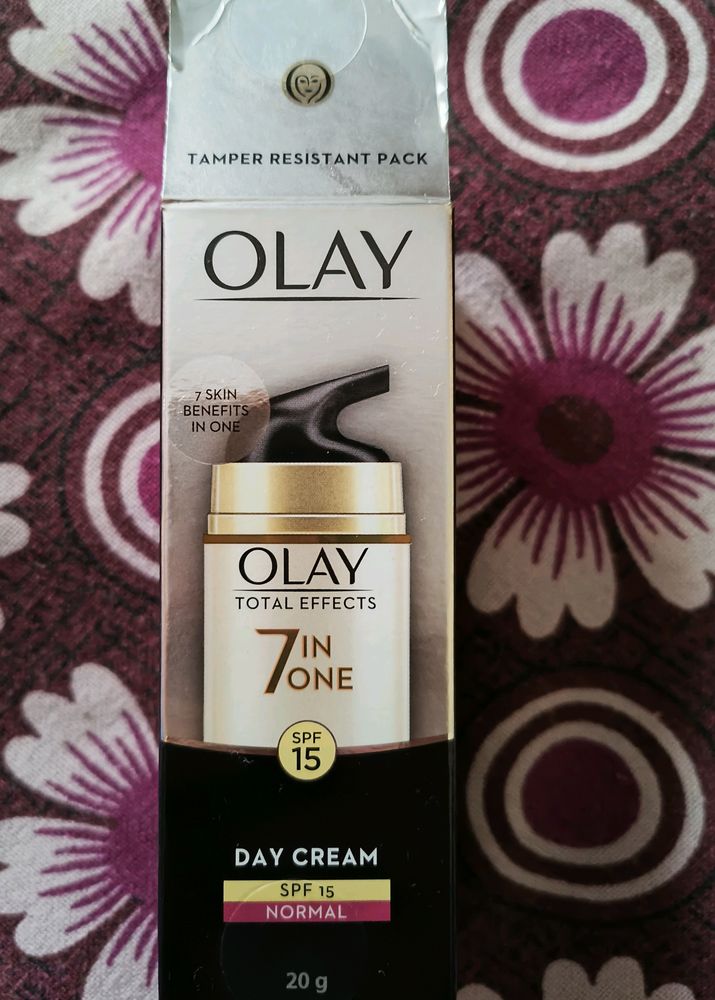 TAMPER RESISTANT PACK
OLAY
7 SKIN
BENEFITS
IN ONE
OLAY
TOTAL EFFECTS
7 IN
ONE
SPF
15
DAY CREAM
SPF 15
NORMAL
20 g